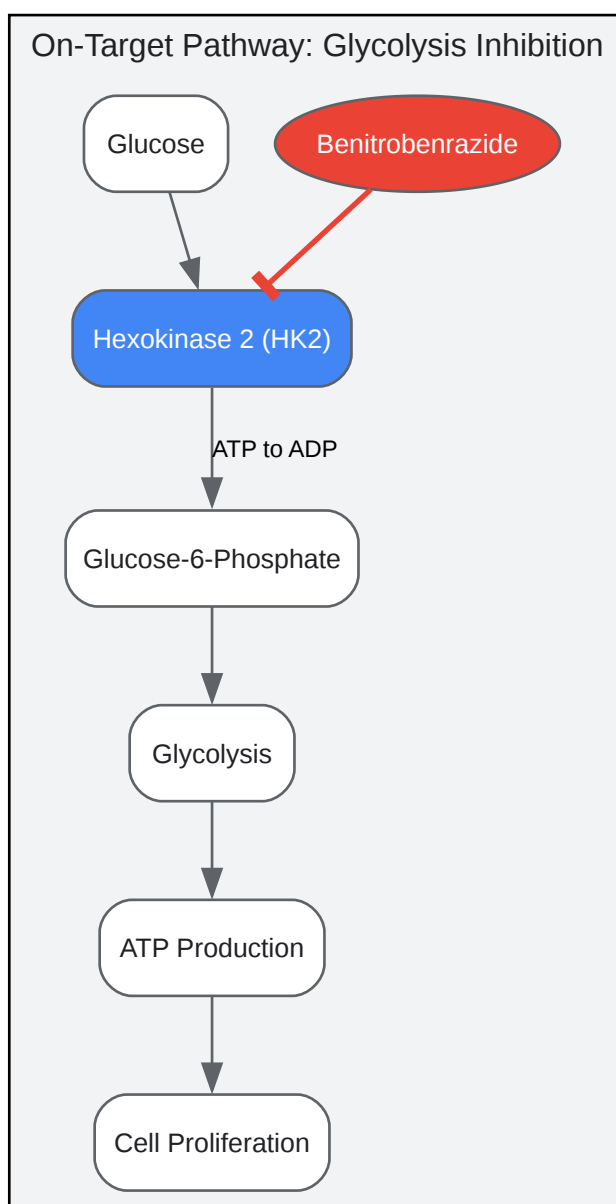 On-Target Pathway: Glycolysis Inhibition
Glucose
Benitrobenrazide
Hexokinase 2 (HK2)
ATP to ADP
Glucose-6-Phosphate
Glycolysis
ATP Production
Cell Proliferation